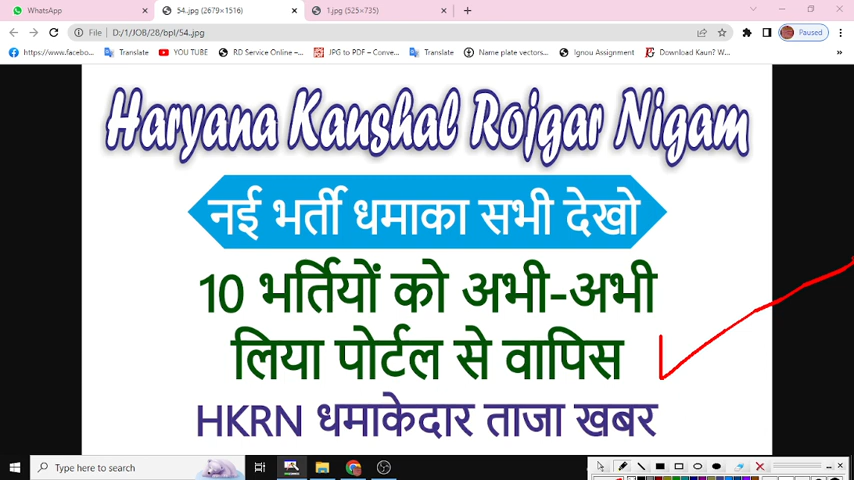 WhatsApp
54..jpg (2679×1516)
1.jpg (525×735)
File
D:/1/JOB/28/bpl/54..jpg
Paused
https://www.facebo...
Translate
YOU TUBE
RD Service Online –...
JPG to PDF – Conve...
Translate
Name plate vectors...
Ignou Assignment
Download Kaun? W...
Haryana Kaushal Rojgar Nigam
नई भर्ती धमाका सभी देखो
10 भर्तियों को अभी-अभी
लिया पोर्टल से वापिस
HKRN धमाकेदार ताजा खबर
Type here to search